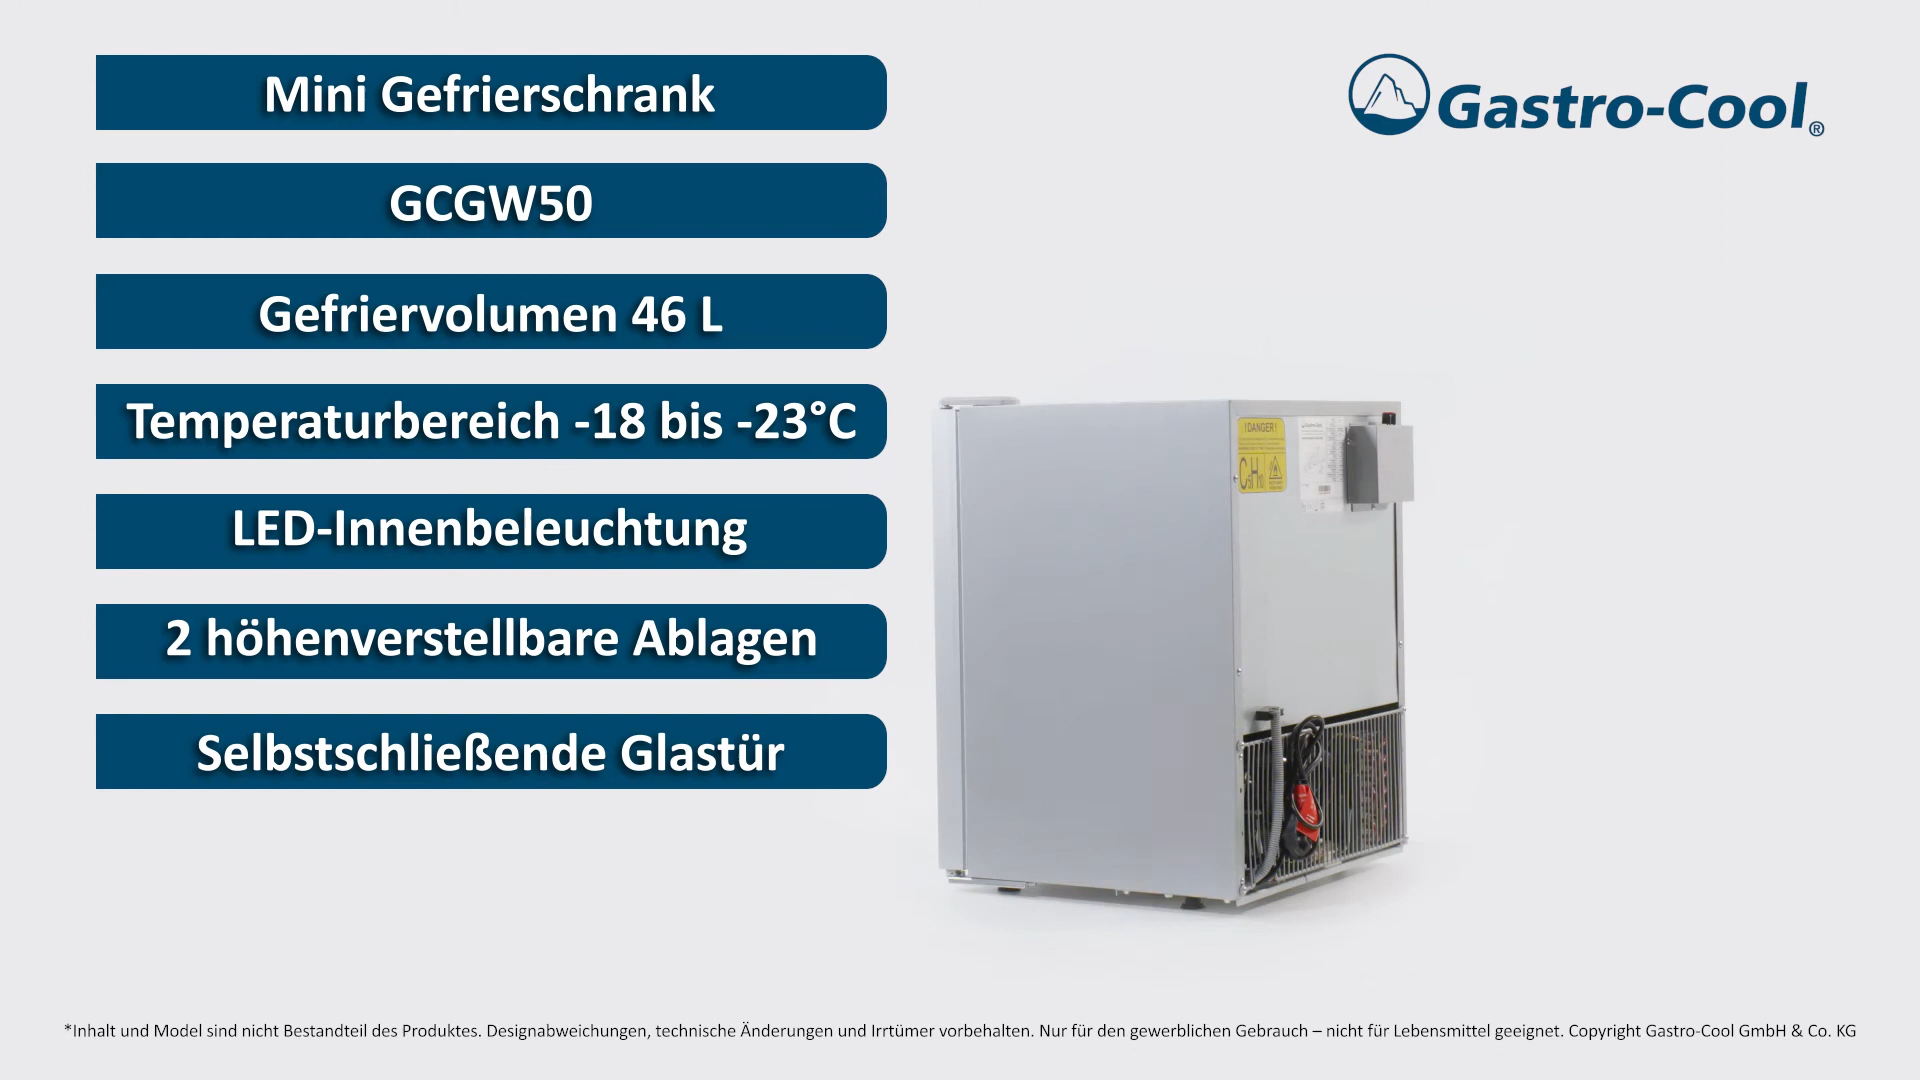 Mini Gefrierschrank
GCGW50
Gefriervolumen 46 L
Temperaturbereich -18 bis -23°C
LED-Innenbeleuchtung
2 höhenverstellbare Ablagen
Selbstschließende Glastür
Gastro-Cool®
!DANGER!
*Inhalt und Model sind nicht Bestandteil des Produktes. Designabweichungen, technische Änderungen und Irrtümer vorbehalten. Nur für den gewerblichen Gebrauch – nicht für Lebensmittel geeignet. Copyright Gastro-Cool GmbH & Co. KG